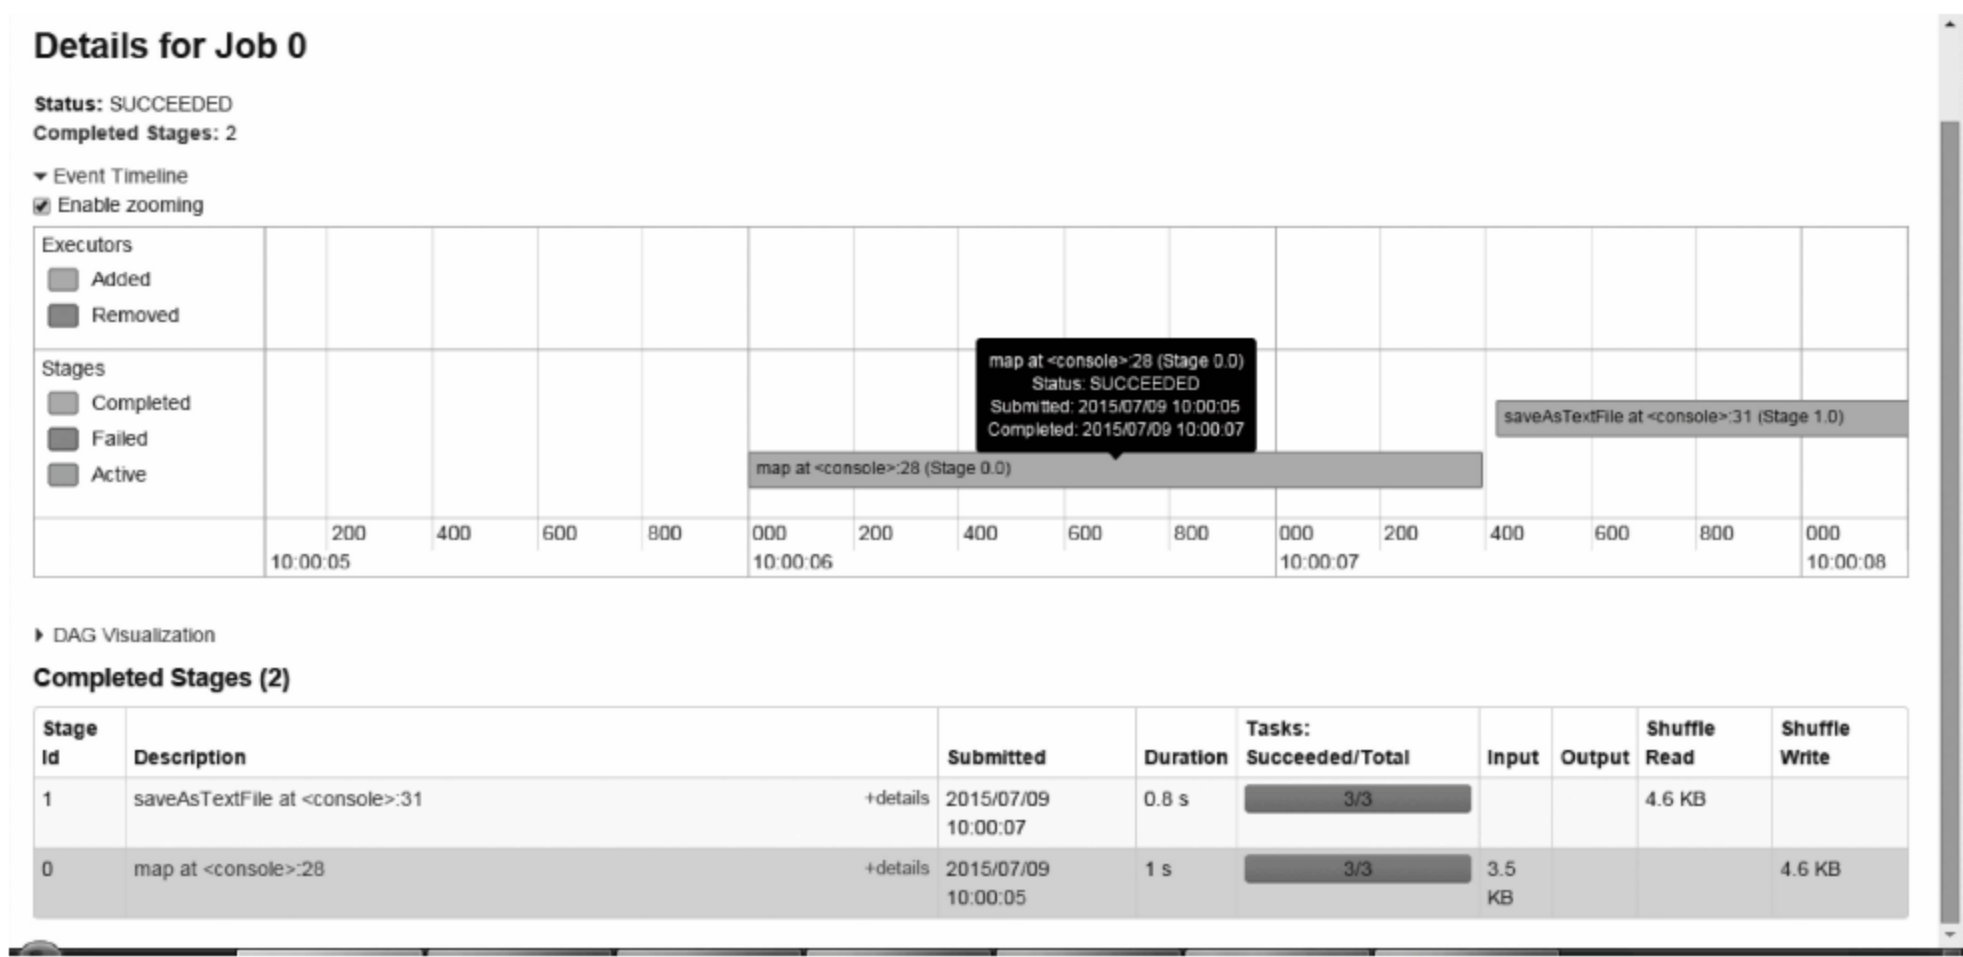 Details for Job 0
Status: SUCCEEDED
Completed Stages: 2
Event Timeline
Enable zooming
Executors
Added
Removed
Stages
Completed
Failed
Active
map at <console>:28 (Stage 0.0)
Status: SUCCEEDED
Submitted: 2015/07/09 10:00:05
Completed: 2015/07/09 10:00:07
saveAsTextFile at <console>:31 (Stage 1.0)
map at <console>:28 (Stage 0.0)
200 400 600 800 000 200 400 600 800 000 200 400 600 800 000
10:00:05 10:00:06 10:00:07 10:00:08
DAG Visualization
Completed Stages (2)
Stage Id Description Submitted Duration Tasks: Succeeded/Total Input Output Shuffle Read Shuffle Write
1 saveAsTextFile at <console>:31 +details 2015/07/09 10:00:07 0.8 s 3/3 4.6 KB
0 map at <console>:28 +details 2015/07/09 10:00:05 1 s 3/3 3.5 KB 4.6 KB